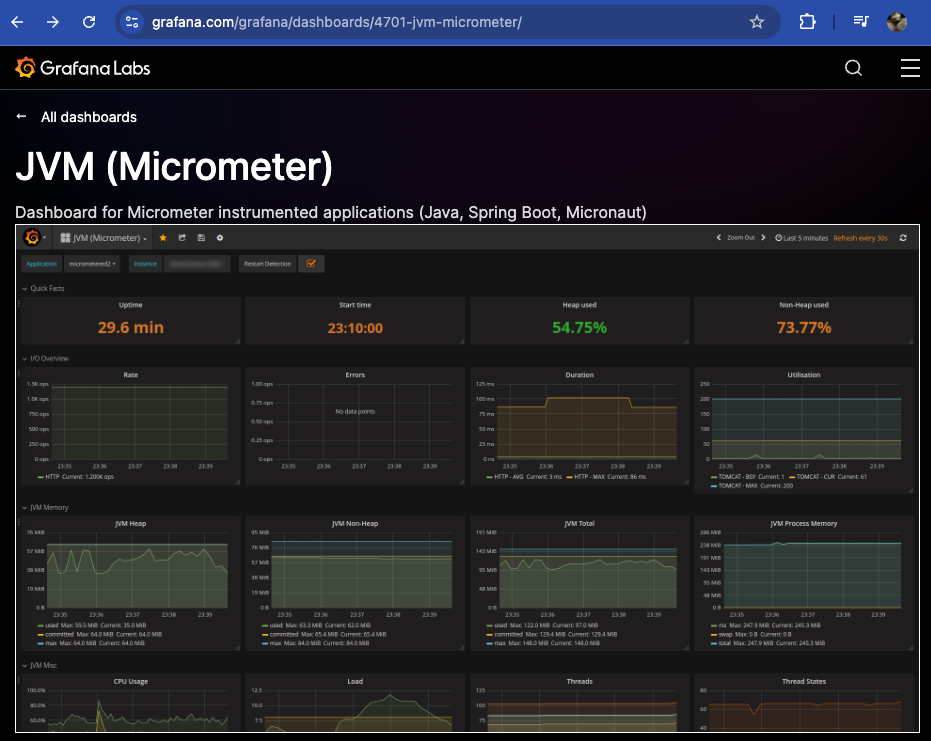 grafana.com/grafana/dashboards/4701-jvm-micrometer/
Grafana Labs
← All dashboards
JVM (Micrometer)
Dashboard for Micrometer instrumented applications (Java, Spring Boot, Micronaut)
JVM (Micrometer)
Zoom Out
Last 5 minutes Refresh every 30s
Application micrometered2 Instance Restart Detection
Quick Facts
Uptime
29.6 min
Start time
23:10:00
Heap used
54.75%
Non-Heap used
73.77%
I/O Overview
Rate
1.3K ops
1.0K ops
750 ops
500 ops
250 ops
0 ops
23:35 23:36 23:37 23:38 23:39
HTTP Current: 1.200K ops
Errors
1.00 ops
0.75 ops
0.50 ops
0.25 ops
0 ops
No data points
23:35 23:36 23:37 23:38 23:39
Duration
125 ms
100 ms
75 ms
50 ms
25 ms
0 ms
23:35 23:36 23:37 23:38 23:39
HTTP - AVG Current: 3 ms HTTP - MAX Current: 86 ms
Utilisation
250
200
150
100
50
0
23:35 23:36 23:37 23:38 23:39
TOMCAT - BSY Current: 1 TOMCAT - CUR Current: 61
TOMCAT - MAX Current: 200
JVM Memory
JVM Heap
76 MiB
57 MiB
38 MiB
19 MiB
0 B
23:35 23:36 23:37 23:38 23:39
used Max: 59.5 MiB Current: 35.0 MiB
committed Max: 64.0 MiB Current: 64.0 MiB
max Max: 64.0 MiB Current: 64.0 MiB
JVM Non-Heap
95 MiB
76 MiB
57 MiB
38 MiB
19 MiB
0 B
23:35 23:36 23:37 23:38 23:39
used Max: 63.3 MiB Current: 62.0 MiB
committed Max: 65.4 MiB Current: 65.4 MiB
max Max: 84.0 MiB Current: 84.0 MiB
JVM Total
191 MiB
143 MiB
95 MiB
48 MiB
0 B
23:35 23:36 23:37 23:38 23:39
used Max: 122.0 MiB Current: 97.0 MiB
committed Max: 129.4 MiB Current: 129.4 MiB
max Max: 148.0 MiB Current: 148.0 MiB
JVM Process Memory
286 MiB
238 MiB
191 MiB
143 MiB
95 MiB
48 MiB
0 B
23:35 23:36 23:37 23:38 23:39
rss Max: 247.9 MiB Current: 245.3 MiB
swap Max: 0 B Current: 0 B
total Max: 247.9 MiB Current: 245.3 MiB
JVM Misc
CPU Usage
100.0%
80.0%
60.0%
Load
12.5
10.0
7.5
Threads
125
100
75
Thread States
80
60
40